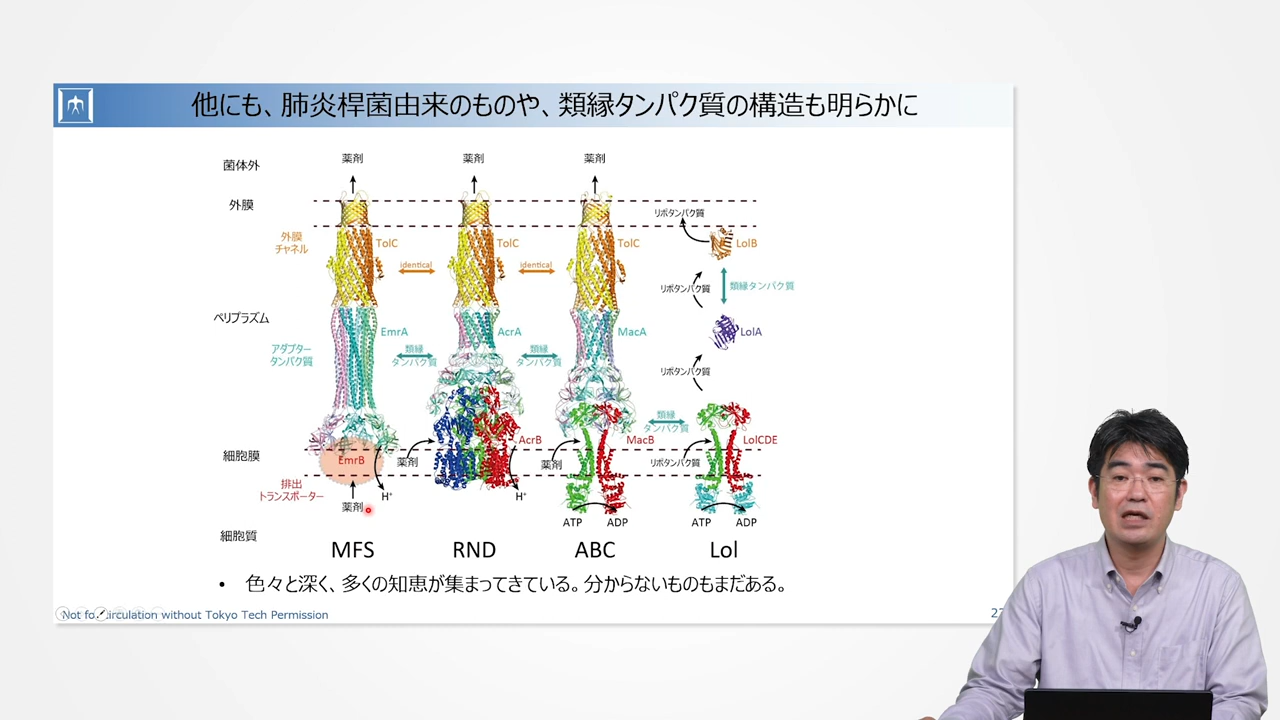 他にも、肺炎桿菌由来のものや、類縁タンパク質の構造も明らかに
菌体外
薬剤
薬剤
薬剤
外膜
リポタンパク質
外膜
チャネル
TolC
TolC
TolC
LolB
identical
identical
リポタンパク質
類縁タンパク質
ペリプラズム
EmrA
AcrA
MacA
LolA
アダプター
タンパク質
類縁
タンパク質
類縁
タンパク質
リポタンパク質
類縁
タンパク質
AcrB
MacB
LolCDE
細胞膜
EmrB
薬剤
薬剤
リポタンパク質
排出
トランスポーター
H⁺
H⁺
薬剤
細胞質
ATP
ADP
ATP
ADP
MFS
RND
ABC
Lol
• 色々と深く、多くの知恵が集まってきている。分からないものもまだある。
Not for circulation without Tokyo Tech Permission